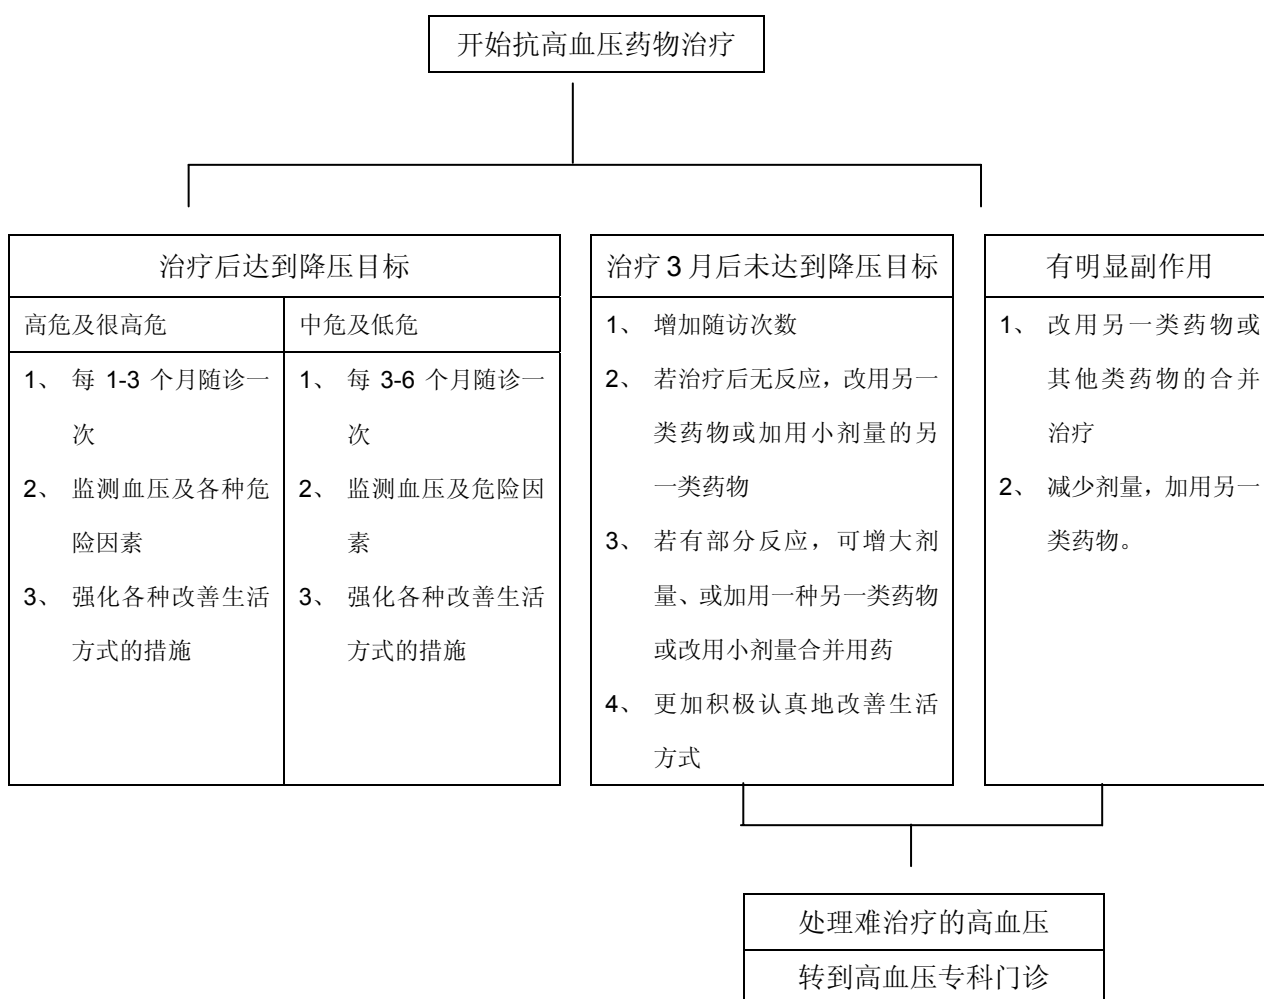 开始抗高血压药物治疗
治疗后达到降压目标
高危及很高危
1、 每 1-3 个月随诊一
次
2、 监测血压及各种危
险因素
3、 强化各种改善生活
方式的措施
中危及低危
1、 每 3-6 个月随诊一
次
2、 监测血压及危险因
素
3、 强化各种改善生活
方式的措施
治疗 3 月后未达到降压目标
1、 增加随访次数
2、 若治疗后无反应，改用另一
类药物或加用小剂量的另
一类药物
3、 若有部分反应，可增大剂
量、或加用一种另一类药物
或改用小剂量合并用药
4、 更加积极认真地改善生活
方式
有明显副作用
1、 改用另一类药物或
其他类药物的合并
治疗
2、 减少剂量，加用另一
类药物。
处理难治疗的高血压
转到高血压专科门诊